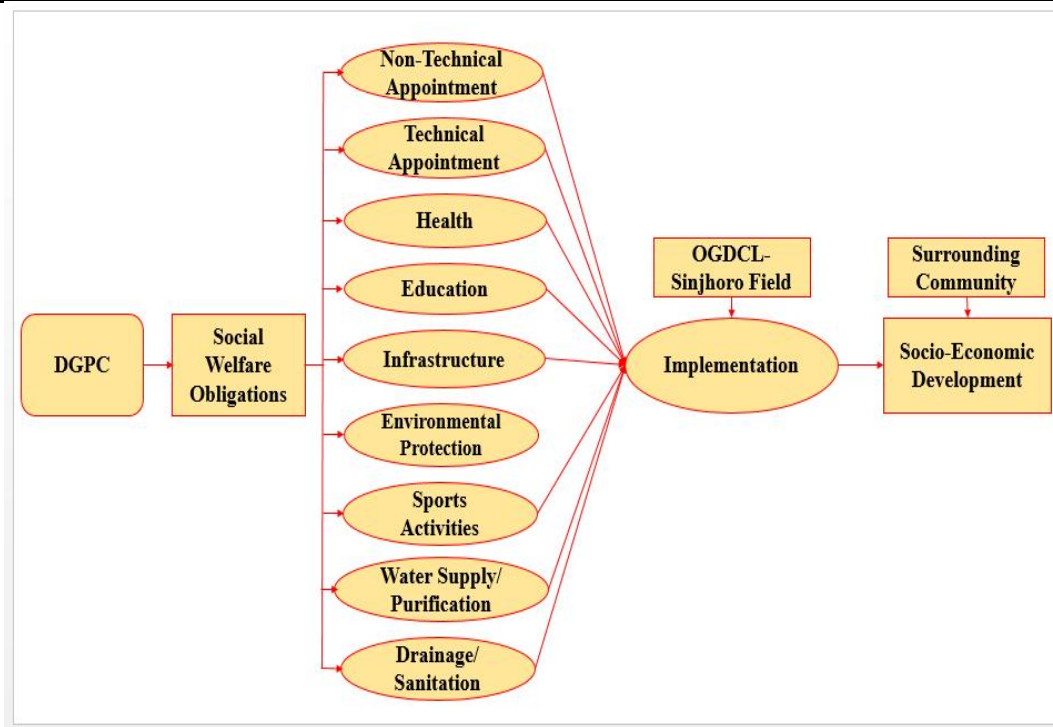 DGPC
Social
Welfare
Obligations
Non-Technical
Appointment
Technical
Appointment
Health
Education
Infrastructure
Environmental
Protection
Sports
Activities
Water Supply/
Purification
Drainage/
Sanitation
OGDCL-
Sinjhoro Field
Implementation
Surrounding
Community
Socio-Economic
Development